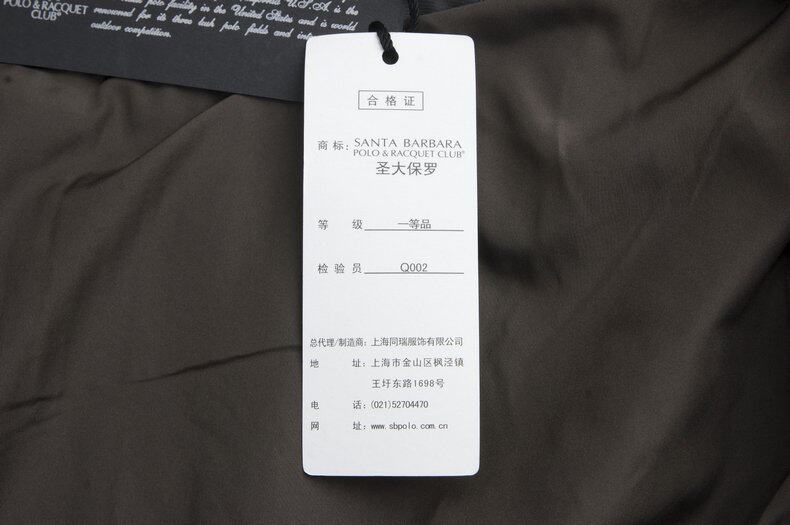 POLO & RACQUET
CLUB®
U.S.A.® is the
polo facility in the United States and is world
renowned for its three lush polo fields and
outdoor competition.
合格证
商标: SANTA BARBARA
POLO & RACQUET CLUB®
圣大保罗
等 级 一等品
检验员 Q002
总代理/制造商: 上海同瑞服饰有限公司
地 址: 上海市金山区枫泾镇
王圩东路1698号
电 话: (021)52704470
网 址: www.sbpolo.com.cn